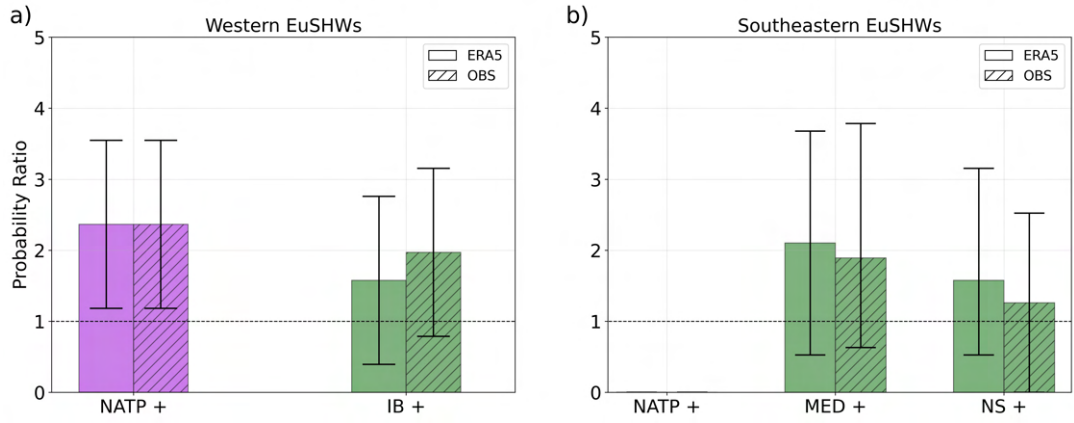 a)
Western EuSHWs
Probability Ratio
5
4
3
2
1
0
ERA5
OBS
NATP +
IB +
b)
Southeastern EuSHWs
5
4
3
2
1
0
ERA5
OBS
NATP +
MED +
NS +